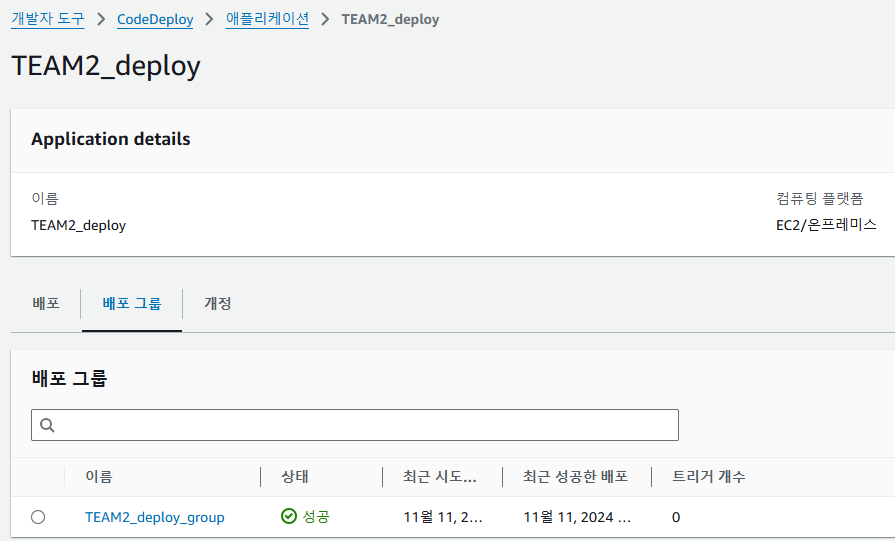 개발자 도구 > CodeDeploy > 애플리케이션 > TEAM2_deploy
TEAM2_deploy
Application details
이름 컴퓨팅 플랫폼
TEAM2_deploy EC2/온프레미스
배포 배포 그룹 개정
배포 그룹
이름 상태 최근 시도... 최근 성공한 배포 트리거 개수
TEAM2_deploy_group 성공 11월 11, 2... 11월 11, 2024 ... 0